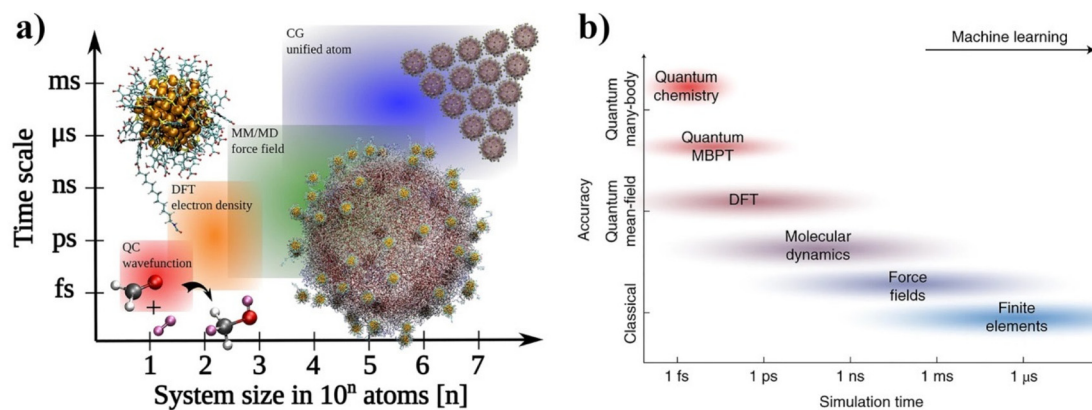 a)
CG
unified atom
ms
MM/MD
force field
μs
ns
DFT
electron density
ps
QC
wavefunction
fs
+
Time scale
1 2 3 4 5 6 7
System size in 10ⁿ atoms [n]
b)
Machine learning
Quantum
many-body
Quantum
chemistry
Quantum
MBPT
Accuracy
Quantum
mean-field
DFT
Molecular
dynamics
Force
fields
Classical
Finite
elements
1 fs 1 ps 1 ns 1 ms 1 μs
Simulation time